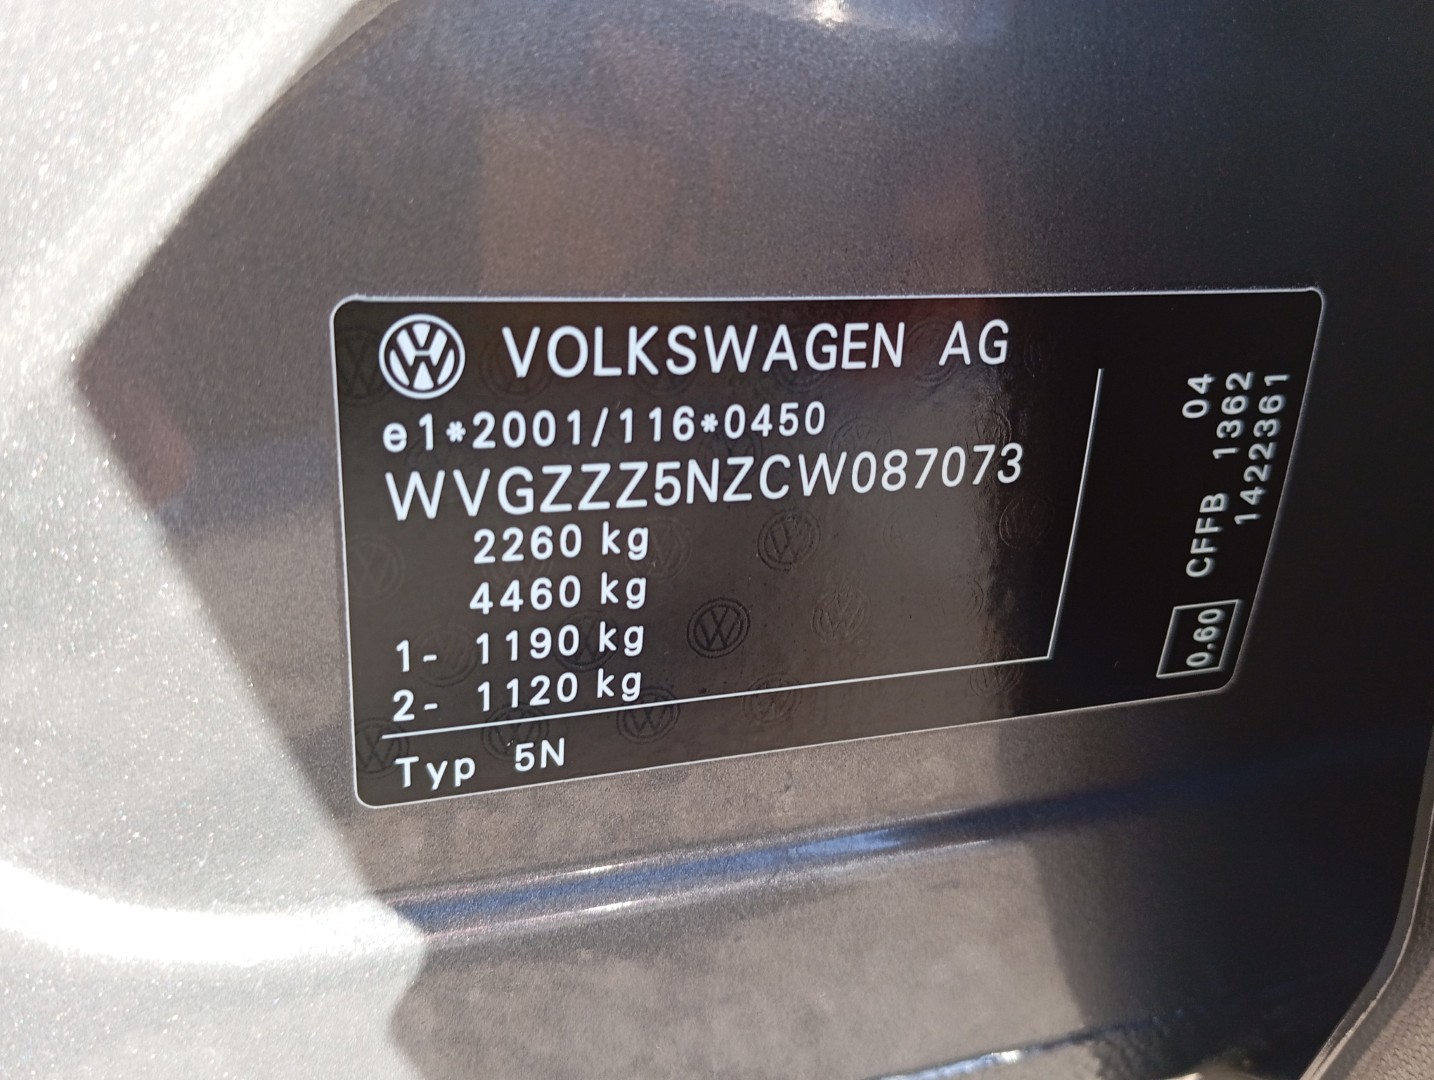 VOLKSWAGEN AG
e1*2001/116*0450
WVGZZZ5NZCW087073
2260 kg
4460 kg
1- 1190 kg
2- 1120 kg
Typ 5N
04
CFFB 1362
1422361
0.60